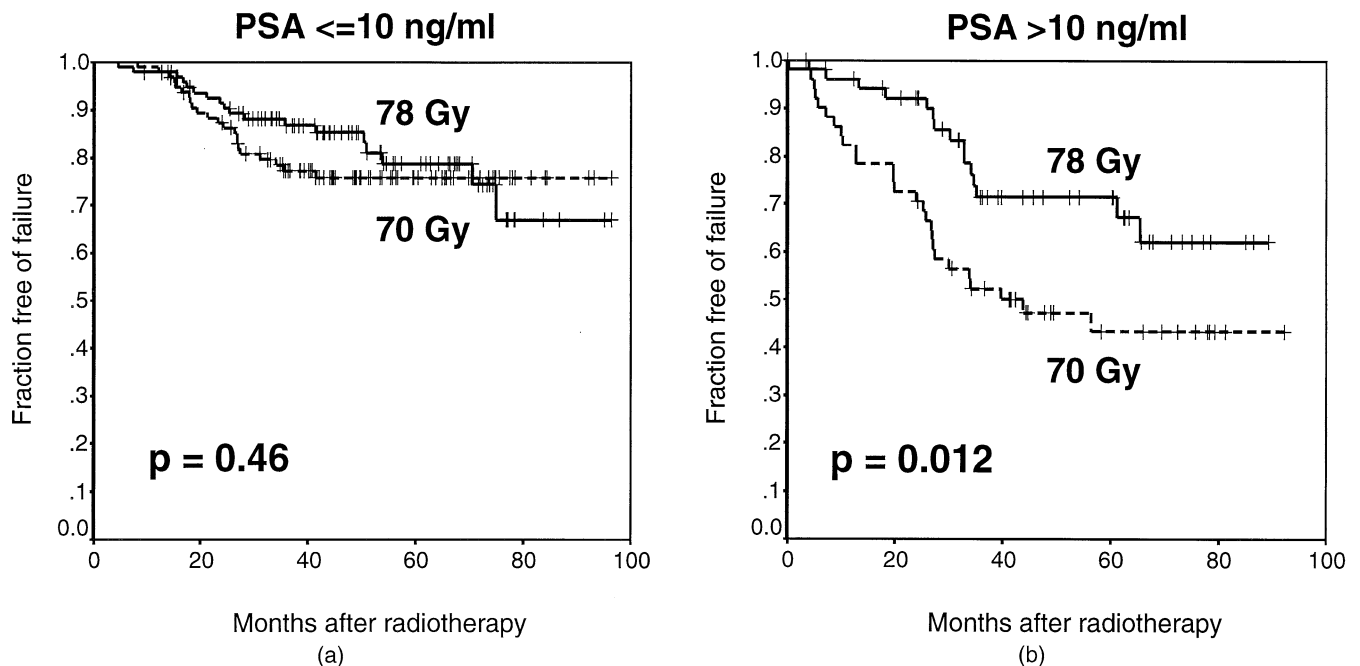 PSA <=10 ng/ml
1.0
.9
.8
.7
.6
.5
.4
.3
.2
.1
0.0
Fraction free of failure
78 Gy
70 Gy
p = 0.46
0 20 40 60 80 100
Months after radiotherapy
(a)
PSA >10 ng/ml
1.0
.9
.8
.7
.6
.5
.4
.3
.2
.1
0.0
Fraction free of failure
78 Gy
70 Gy
p = 0.012
0 20 40 60 80 100
Months after radiotherapy
(b)